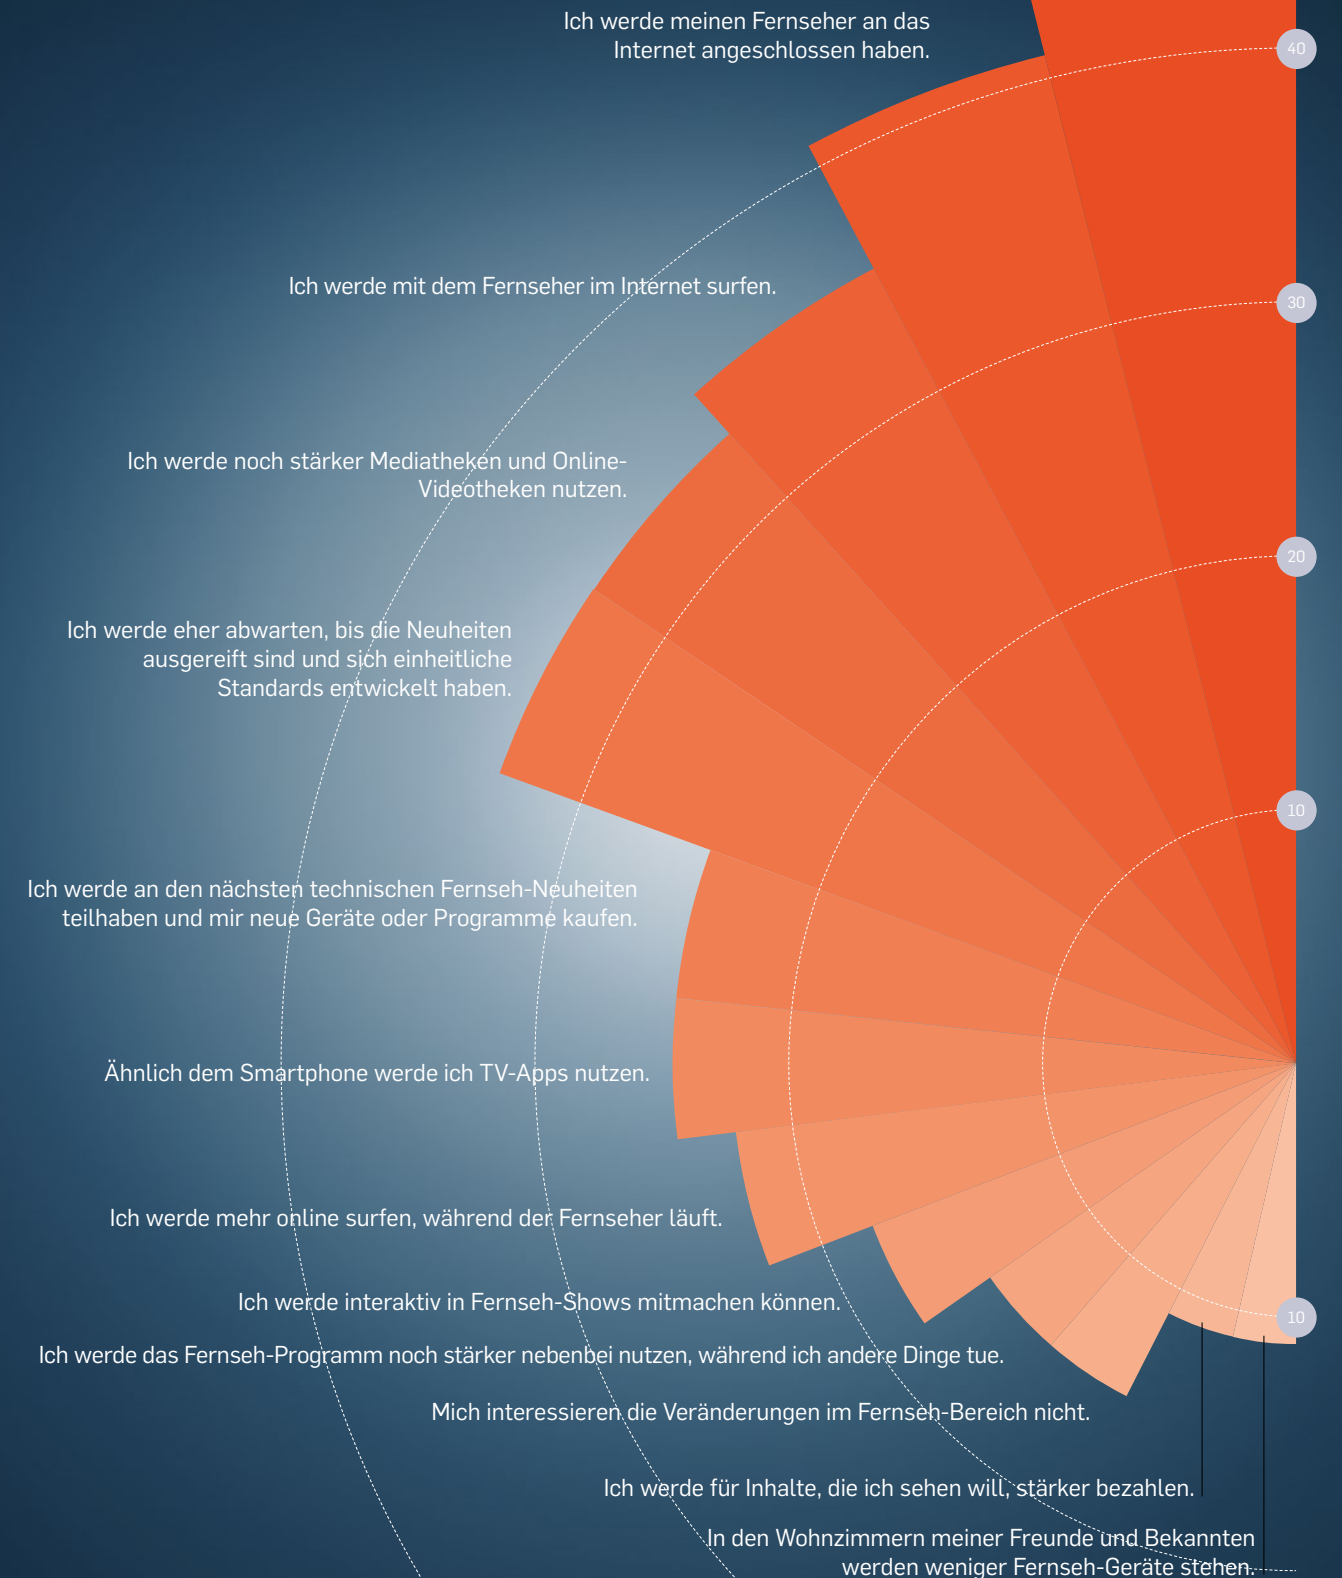 Ich werde meinen Fernseher an das
Internet angeschlossen haben.
40
Ich werde mit dem Fernseher im Internet surfen.
30
Ich werde noch stärker Mediatheken und Online-
Videotheken nutzen.
20
Ich werde eher abwarten, bis die Neuheiten
ausgereift sind und sich einheitliche
Standards entwickelt haben.
10
Ich werde an den nächsten technischen Fernseh-Neuheiten
teilhaben und mir neue Geräte oder Programme kaufen.
Ähnlich dem Smartphone werde ich TV-Apps nutzen.
Ich werde mehr online surfen, während der Fernseher läuft.
Ich werde interaktiv in Fernseh-Shows mitmachen können.
10
Ich werde das Fernseh-Programm noch stärker nebenbei nutzen, während ich andere Dinge tue.
Mich interessieren die Veränderungen im Fernseh-Bereich nicht.
Ich werde für Inhalte, die ich sehen will, stärker bezahlen.
In den Wohnzimmern meiner Freunde und Bekannten
werden weniger Fernseh-Geräte stehen.